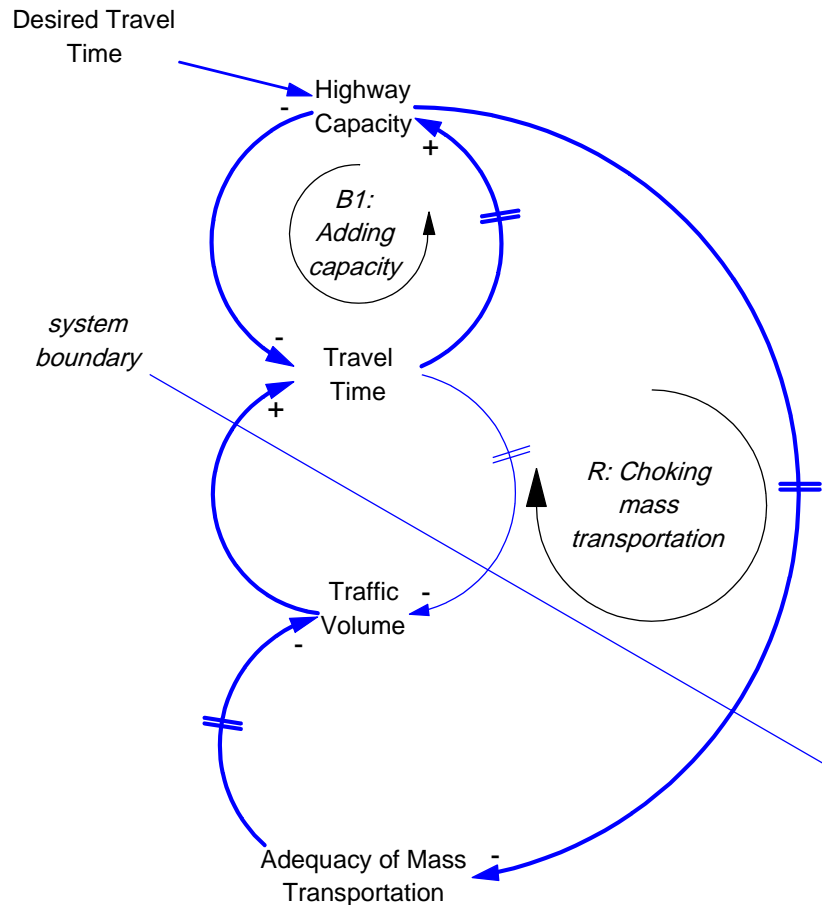 Desired Travel
Time
-
Highway
Capacity
+
B1:
Adding
capacity
system
boundary
-
Travel
Time
+
R: Choking
mass
transportation
Traffic
Volume
-
-
Adequacy of Mass
Transportation
-